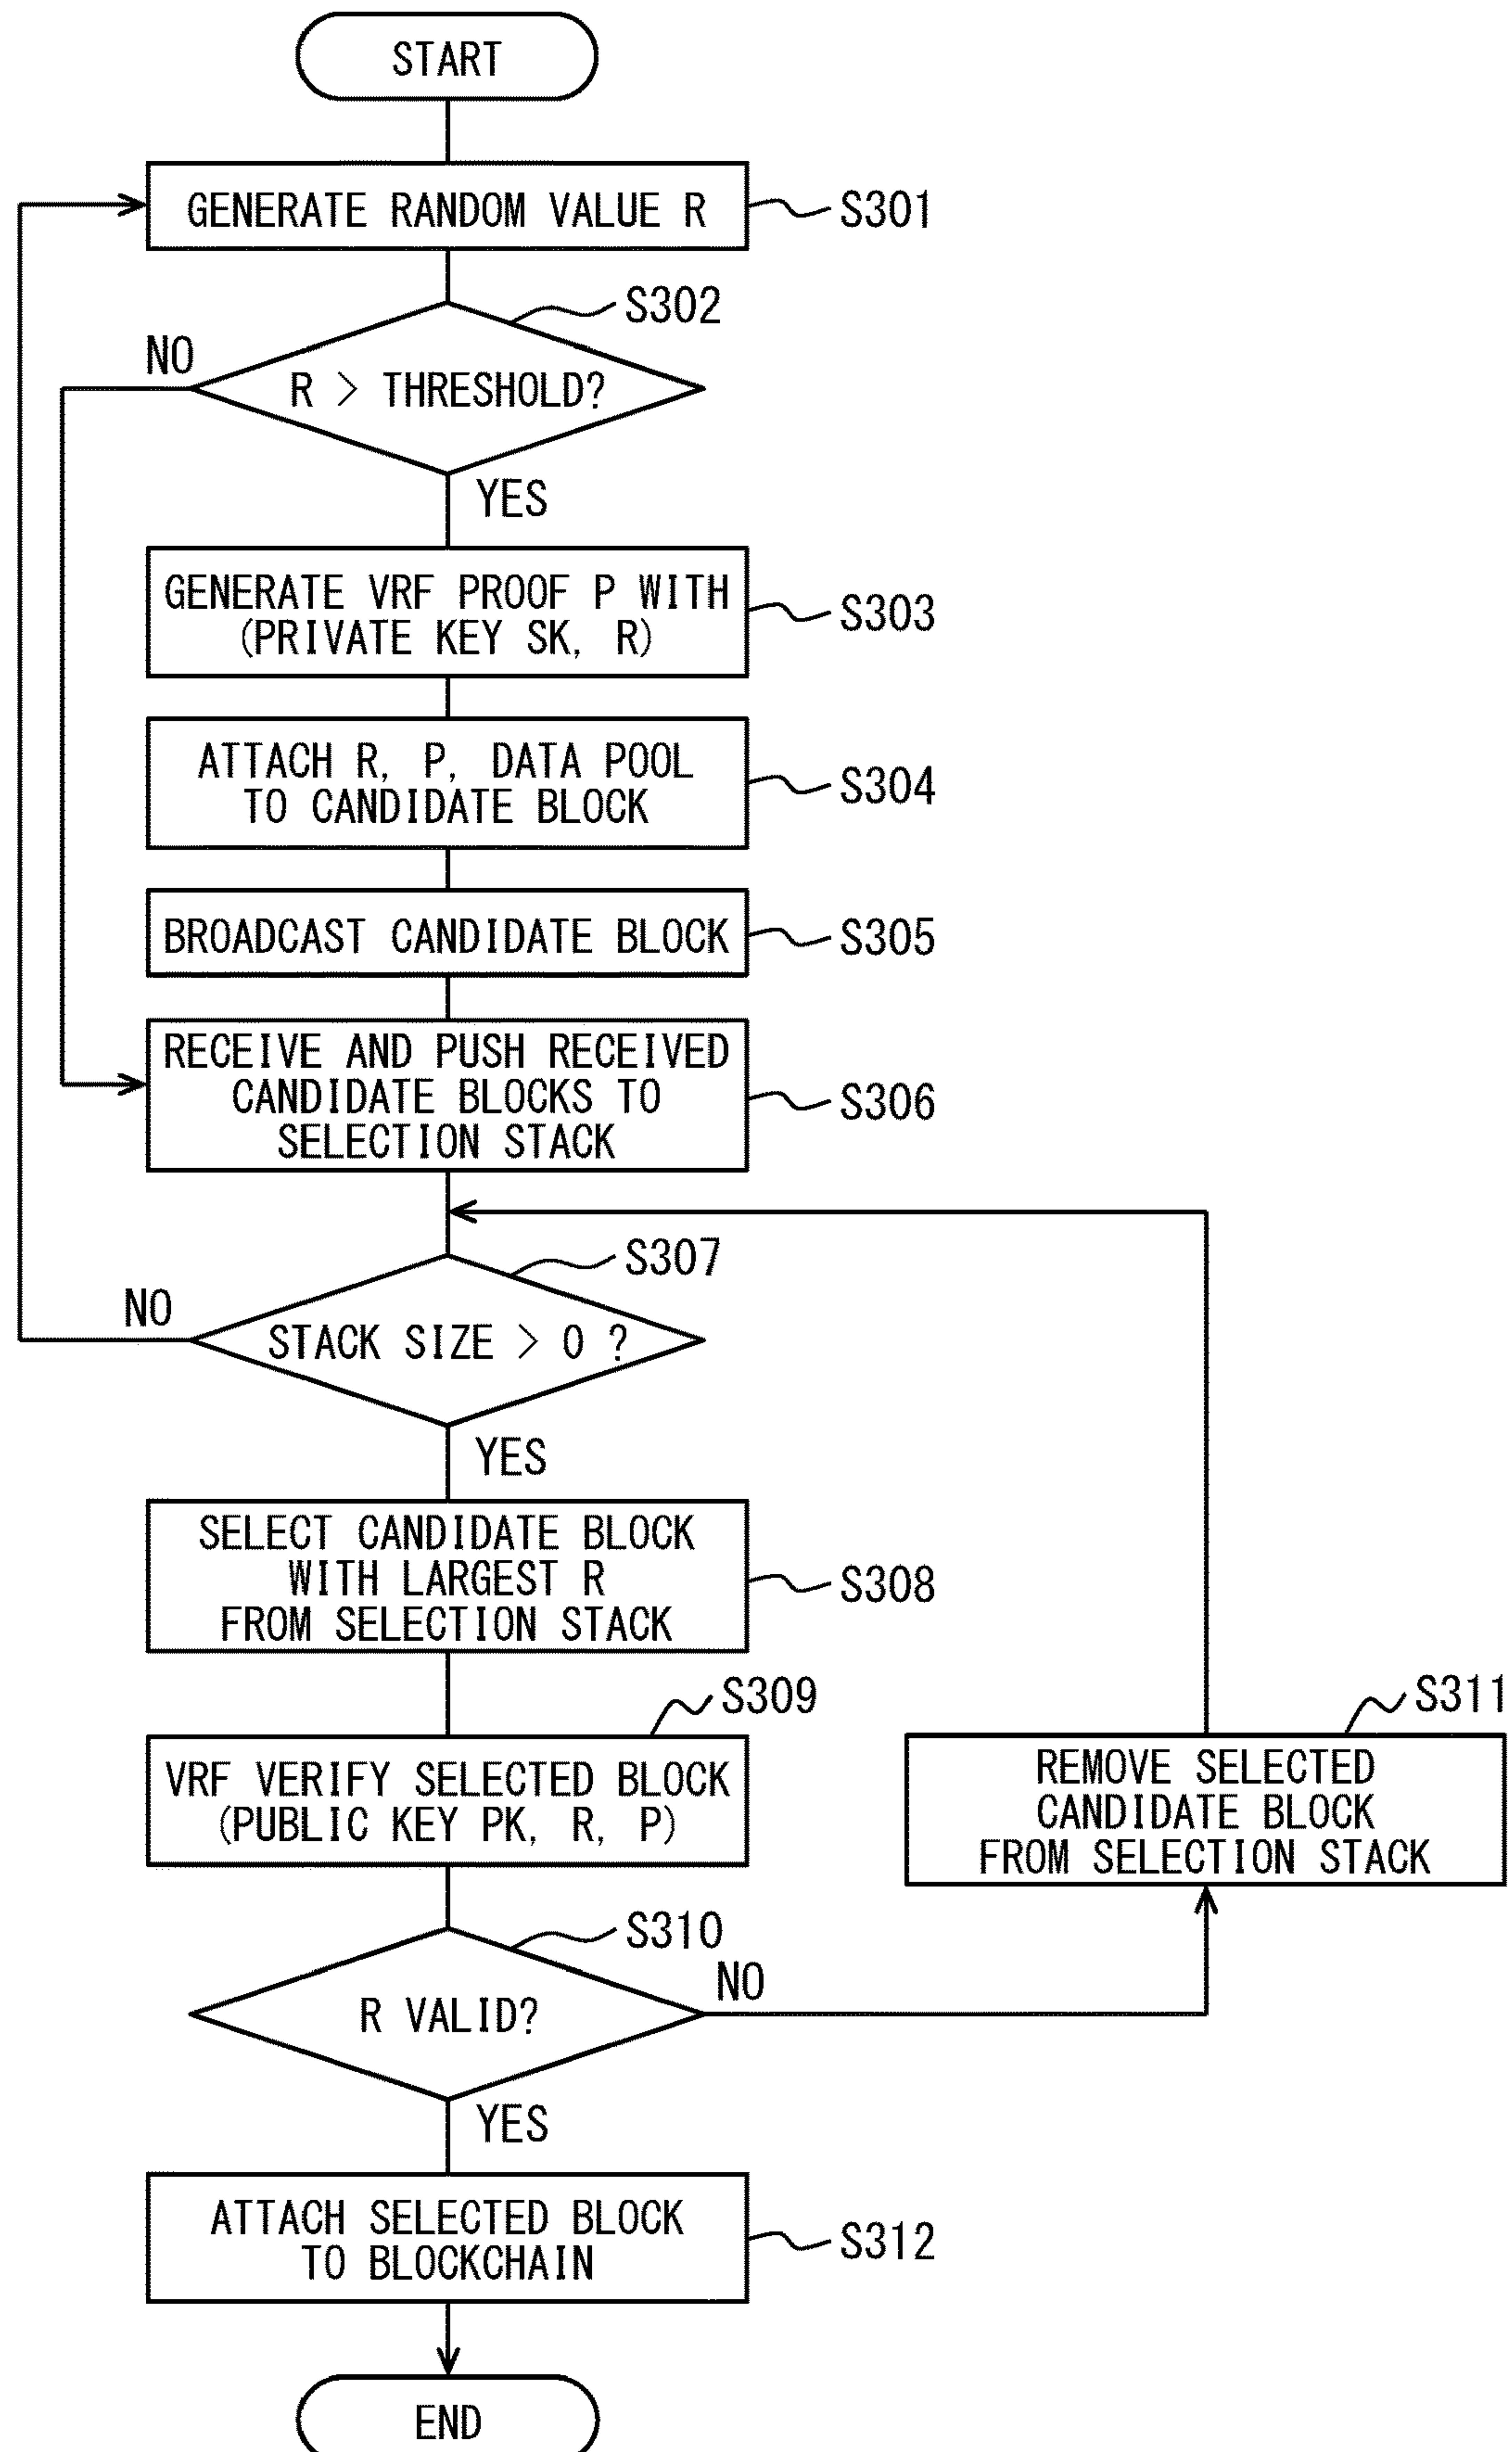 START
GENERATE RANDOM VALUE R
S301
S302
NO
R > THRESHOLD?
YES
GENERATE VRF PROOF P WITH
(PRIVATE KEY SK, R)
S303
ATTACH R, P, DATA POOL
TO CANDIDATE BLOCK
S304
BROADCAST CANDIDATE BLOCK
S305
RECEIVE AND PUSH RECEIVED
CANDIDATE BLOCKS TO
SELECTION STACK
S306
S307
NO
STACK SIZE > 0 ?
YES
SELECT CANDIDATE BLOCK
WITH LARGEST R
FROM SELECTION STACK
S308
S309
VRF VERIFY SELECTED BLOCK
(PUBLIC KEY PK, R, P)
S311
REMOVE SELECTED
CANDIDATE BLOCK
FROM SELECTION STACK
S310
NO
R VALID?
YES
ATTACH SELECTED BLOCK
TO BLOCKCHAIN
S312
END